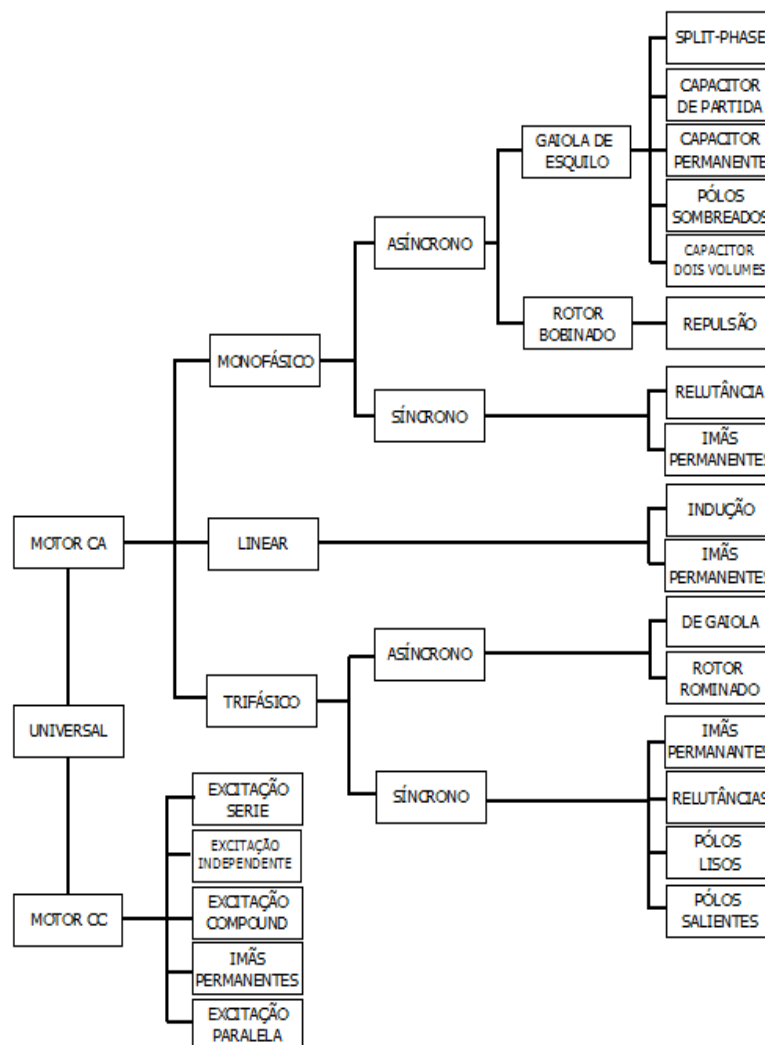 SPLIT-PHASE
CAPACITOR
DE PARTIDA
GAIOLA DE
ESQUILO
CAPACITOR
PERMANENTE
PÓLOS
SOMBREADOS
ASÍNCRONO
CAPACITOR
DOIS VOLUMES
ROTOR
BOBINADO
REPULSÃO
MONOFÁSICO
RELUTÂNCIA
SÍNCRONO
IMÃS
PERMANENTES
INDUÇÃO
MOTOR CA
LINEAR
IMÃS
PERMANENTES
DE GAIOLA
ASÍNCRONO
ROTOR
ROMINADO
TRIFÁSICO
UNIVERSAL
IMÃS
PERMANANTES
EXCITAÇÃO
SERIE
SÍNCRONO
RELUTÂNCIAS
EXCITAÇÃO
INDEPENDENTE
PÓLOS
LISOS
MOTOR CC
EXCITAÇÃO
COMPOUND
PÓLOS
SALIENTES
IMÃS
PERMANENTES
EXCITAÇÃO
PARALELA